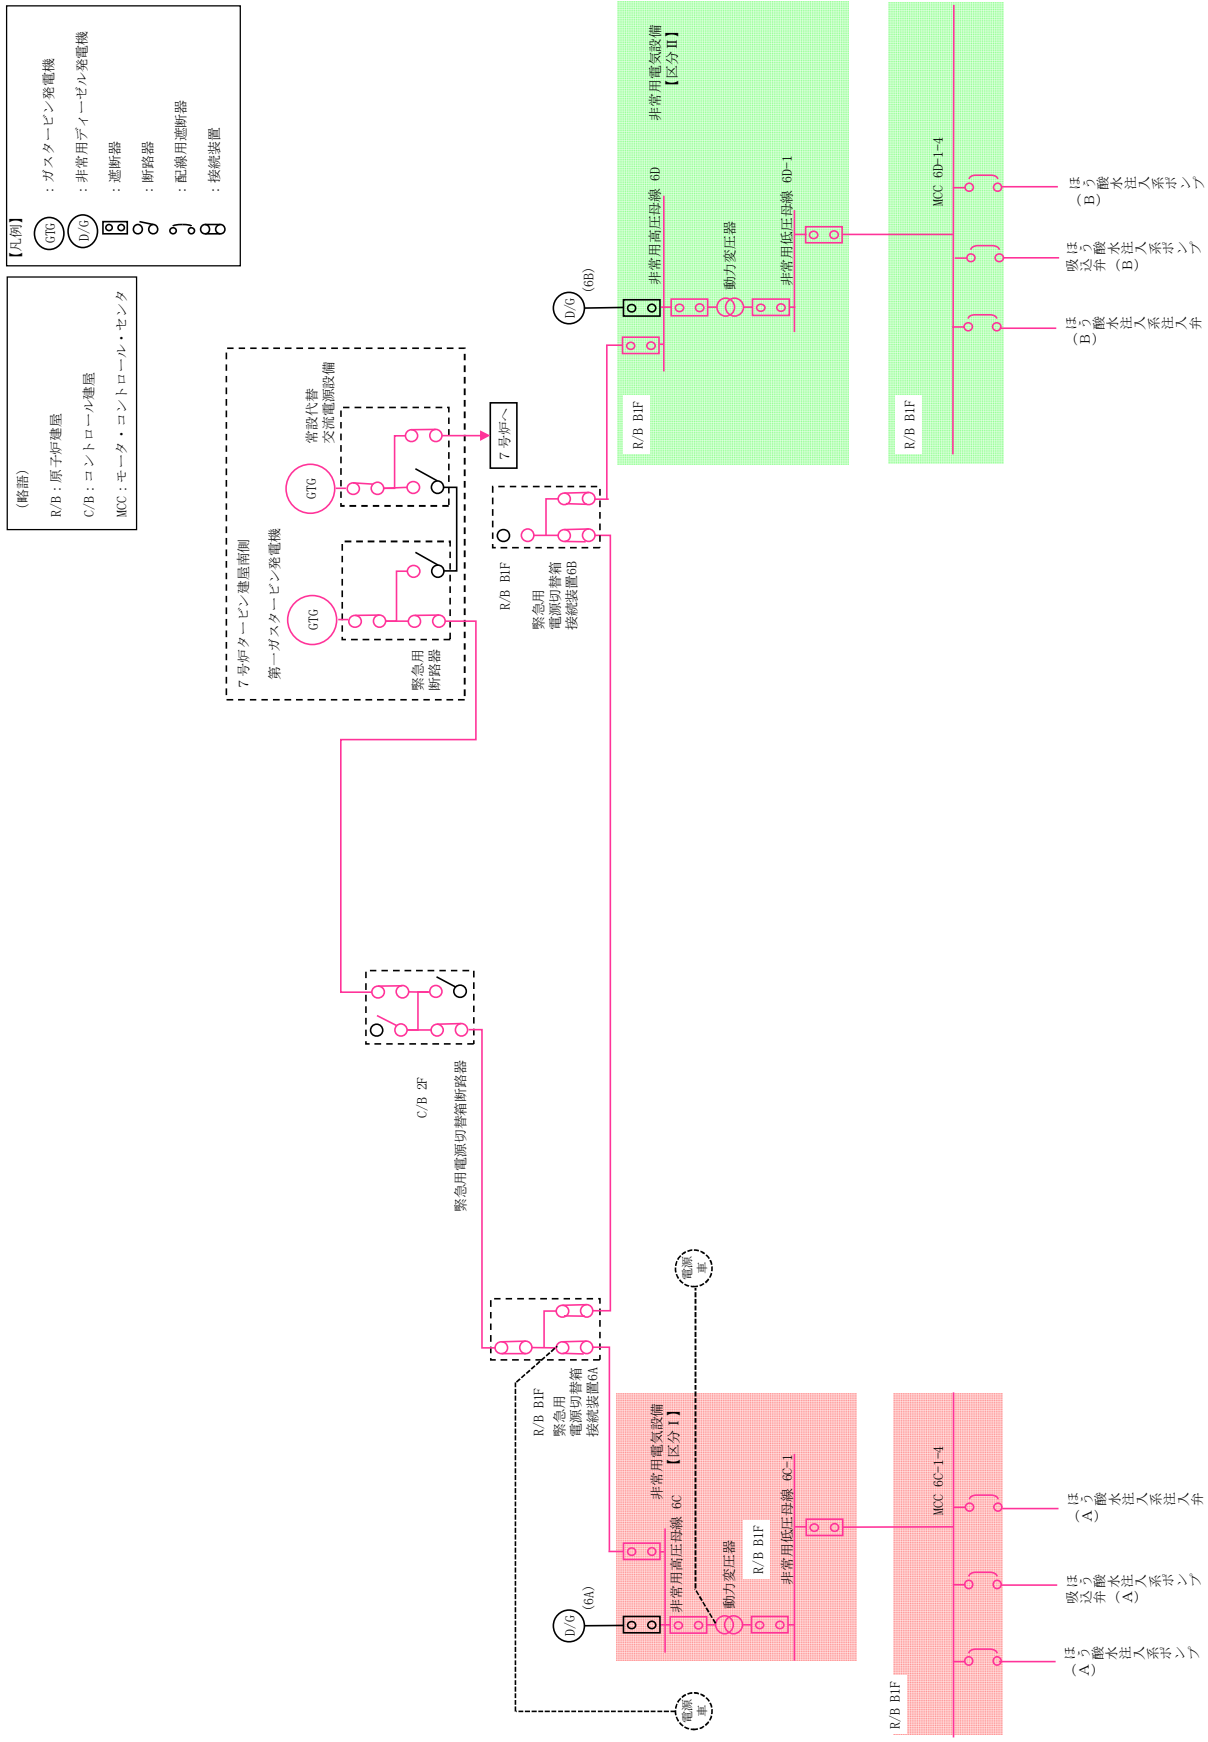 【凡例】
GTG
：ガスタービン発電機
D/G
：非常用ディーゼル発電機
：遮断器
：断路器
：配線用遮断器
：接続装置
(略語)
R/B：原子炉建屋
C/B：コントロール建屋
MCC：モータ・コントロール・センタ
7号炉タービン建屋南側
第一ガスタービン発電機
常設代替
交流電源設備
GTG
GTG
緊急用
断路器
7号炉へ
R/B B1F
緊急用
電源切替箱
接続装置6B
C/B 2F
緊急用電源切替箱断路器
R/B B1F
緊急用
電源切替箱
接続装置6A
電源
車
電源
車
D/G
(6B)
非常用電気設備
【区分Ⅱ】
非常用高圧母線 6D
動力変圧器
非常用低圧母線 6D-1
R/B B1F
R/B B1F
MCC 6D-1-4
ほう酸水注入系ポンプ
(B)
ほう酸水注入系ポンプ
吸込弁(B)
ほう酸水注入系注入弁
(B)
D/G
(6A)
非常用電気設備
【区分Ⅰ】
非常用高圧母線 6C
動力変圧器
R/B B1F
非常用低圧母線 6C-1
R/B B1F
MCC 6C-1-4
ほう酸水注入系注入弁
(A)
ほう酸水注入系ポンプ
吸込弁(A)
ほう酸水注入系ポンプ
(A)